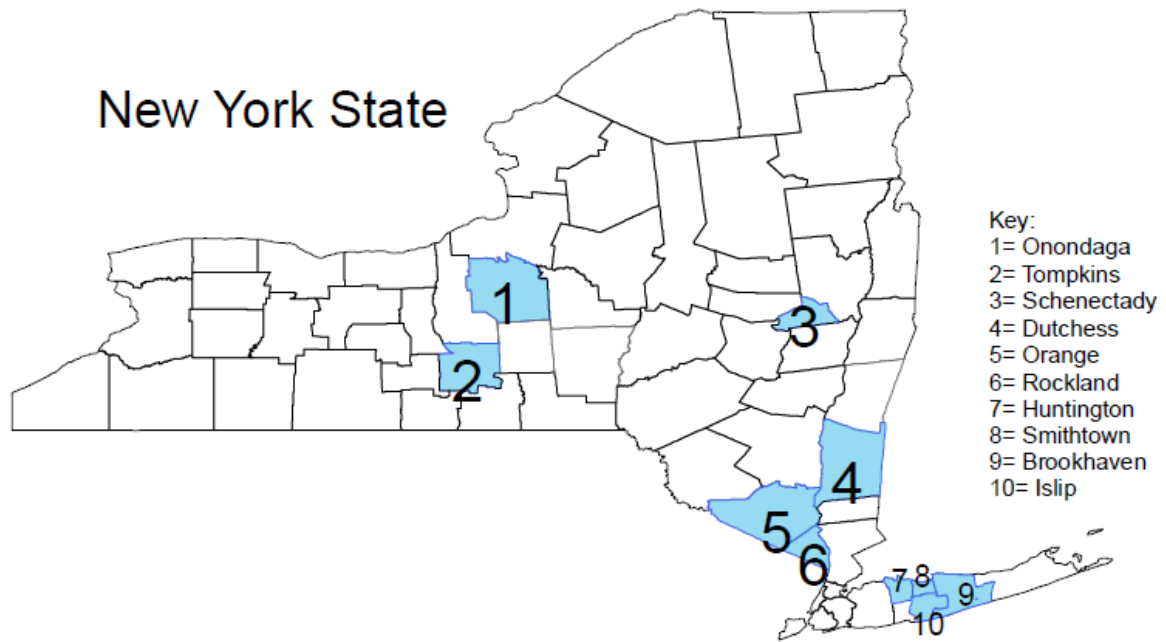 New York State
Key:
1= Onondaga
2= Tompkins
3= Schenectady
4= Dutchess
5= Orange
6= Rockland
7= Huntington
8= Smithtown
9= Brookhaven
10= Islip
1
3
2
4
5
6
7
8
9
10